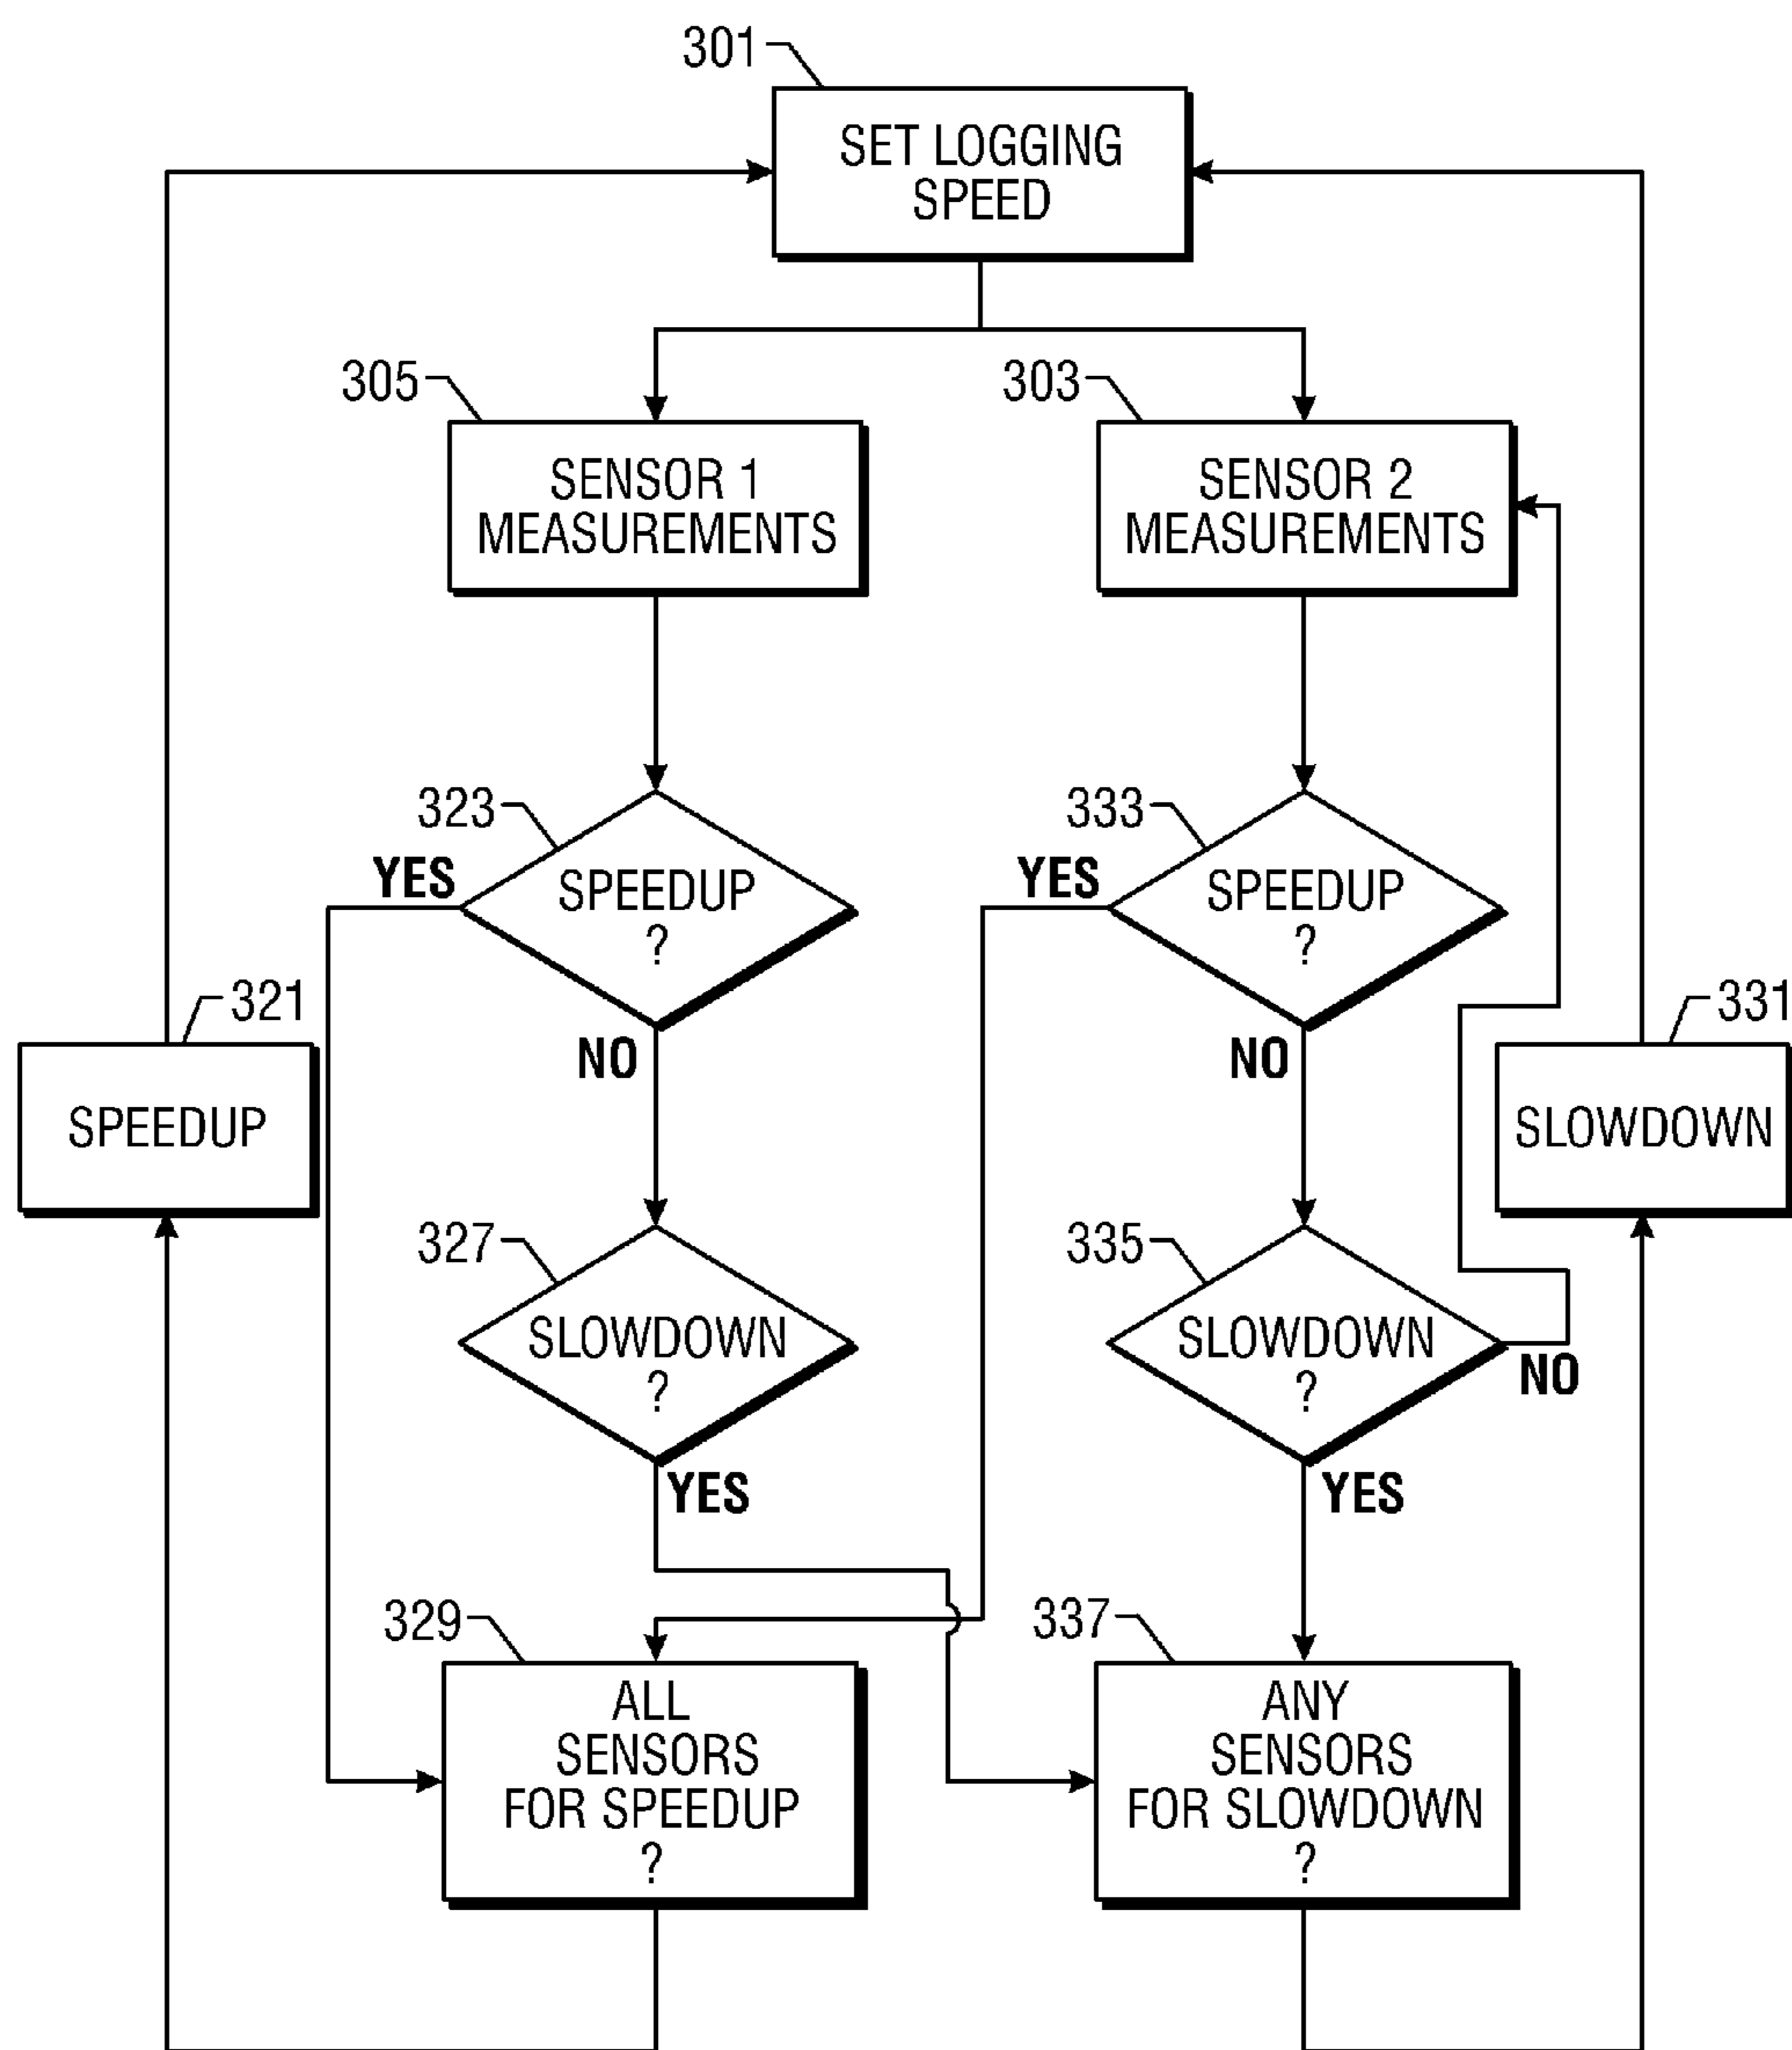 301
SET LOGGING
SPEED
305
SENSOR 1
MEASUREMENTS
303
SENSOR 2
MEASUREMENTS
323
YES
SPEEDUP
?
NO
333
YES
SPEEDUP
?
NO
321
SPEEDUP
331
SLOWDOWN
327
SLOWDOWN
?
YES
335
SLOWDOWN
?
NO
YES
329
ALL
SENSORS
FOR SPEEDUP
?
337
ANY
SENSORS
FOR SLOWDOWN
?